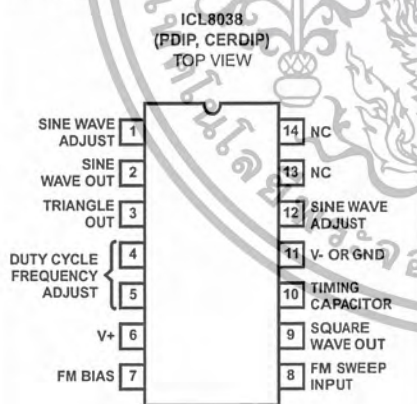 ICL8038
(PDIP, CERDIP)
TOP VIEW
SINE WAVE
ADJUST
1
SINE
WAVE OUT
2
TRIANGLE
OUT
3
DUTY CYCLE
FREQUENCY
ADJUST
4
5
V+
6
FM BIAS
7
14
NC
13
NC
12
SINE WAVE
ADJUST
11
V- OR GND
10
TIMING
CAPACITOR
9
SQUARE
WAVE OUT
8
FM SWEEP
INPUT